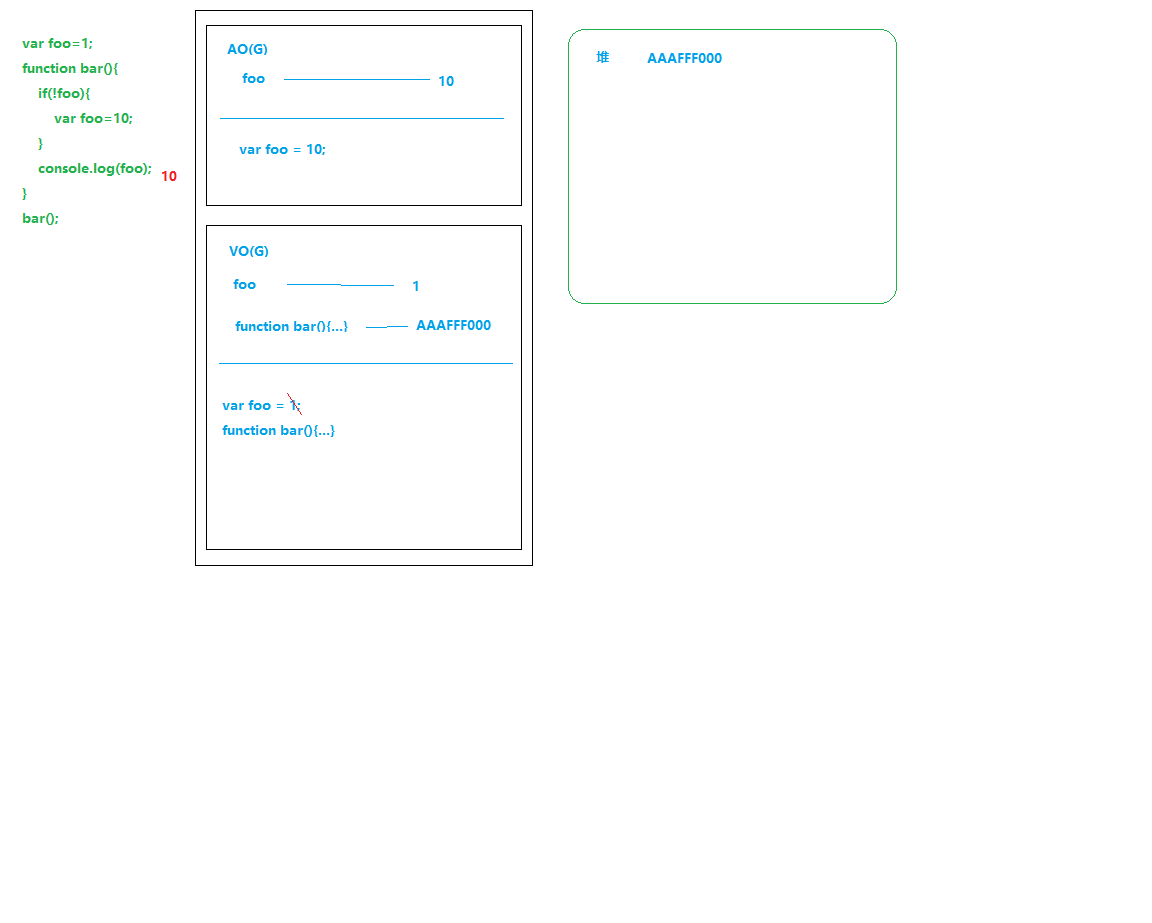 var foo=1;
function bar(){
if(!foo){
var foo=10;
}
console.log(foo);
10
}
bar();
AO(G)
foo
10
var foo = 10;
VO(G)
foo
1
function bar(){...}
AAAFFF000
var foo = 1;
function bar(){...}
堆 AAAFFF000